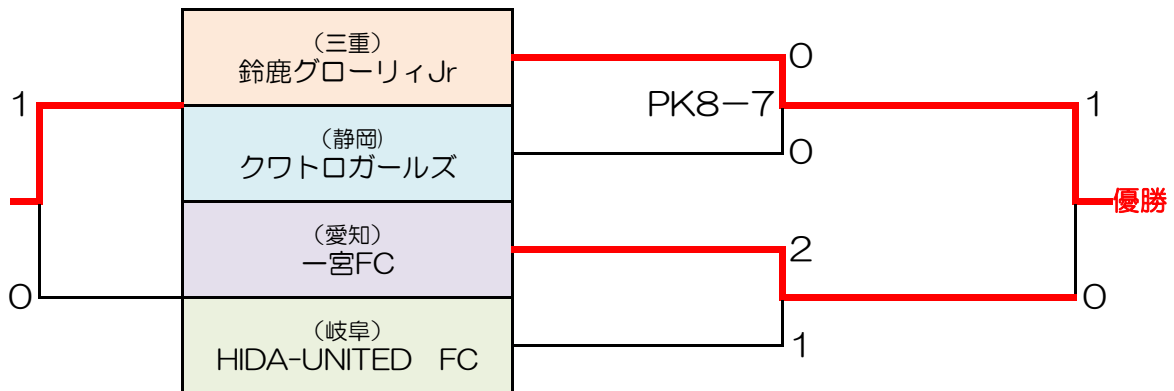 （三重）
鈴鹿グローリィJr
（静岡)
クワトロガールズ
（愛知）
一宮FC
（岐阜）
HIDA-UNITED　FC
1
0
0
PK8－7
0
2
1
1
0
優勝